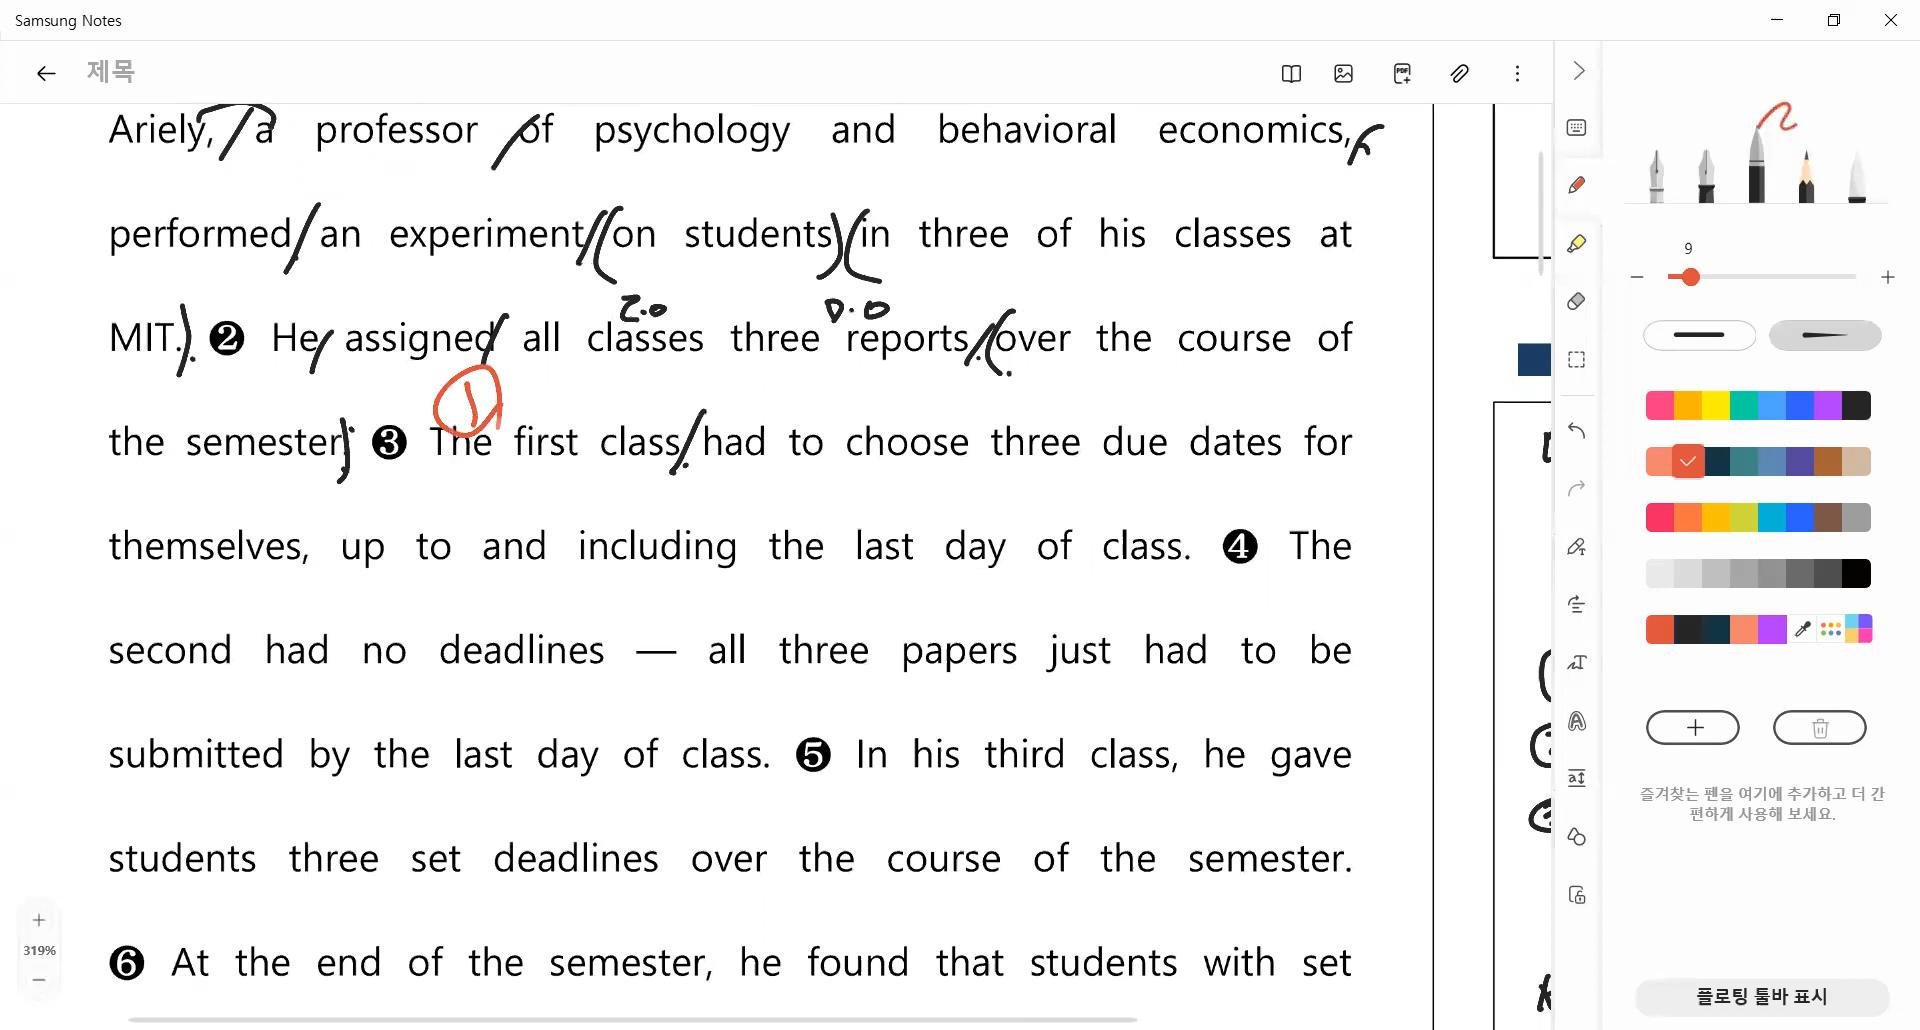 Samsung Notes
제목
Ariely, a professor of psychology and behavioral economics,
performed an experiment on students in three of his classes at
I.O D.O
MIT. ❷ He assigned all classes three reports over the course of
①
the semester. ❸ The first class had to choose three due dates for
themselves, up to and including the last day of class. ❹ The
second had no deadlines — all three papers just had to be
submitted by the last day of class. ❺ In his third class, he gave
students three set deadlines over the course of the semester.
❻ At the end of the semester, he found that students with set
319%
PDF
9
즐겨찾는 펜을 여기에 추가하고 더 간
편하게 사용해 보세요.
플로팅 툴바 표시